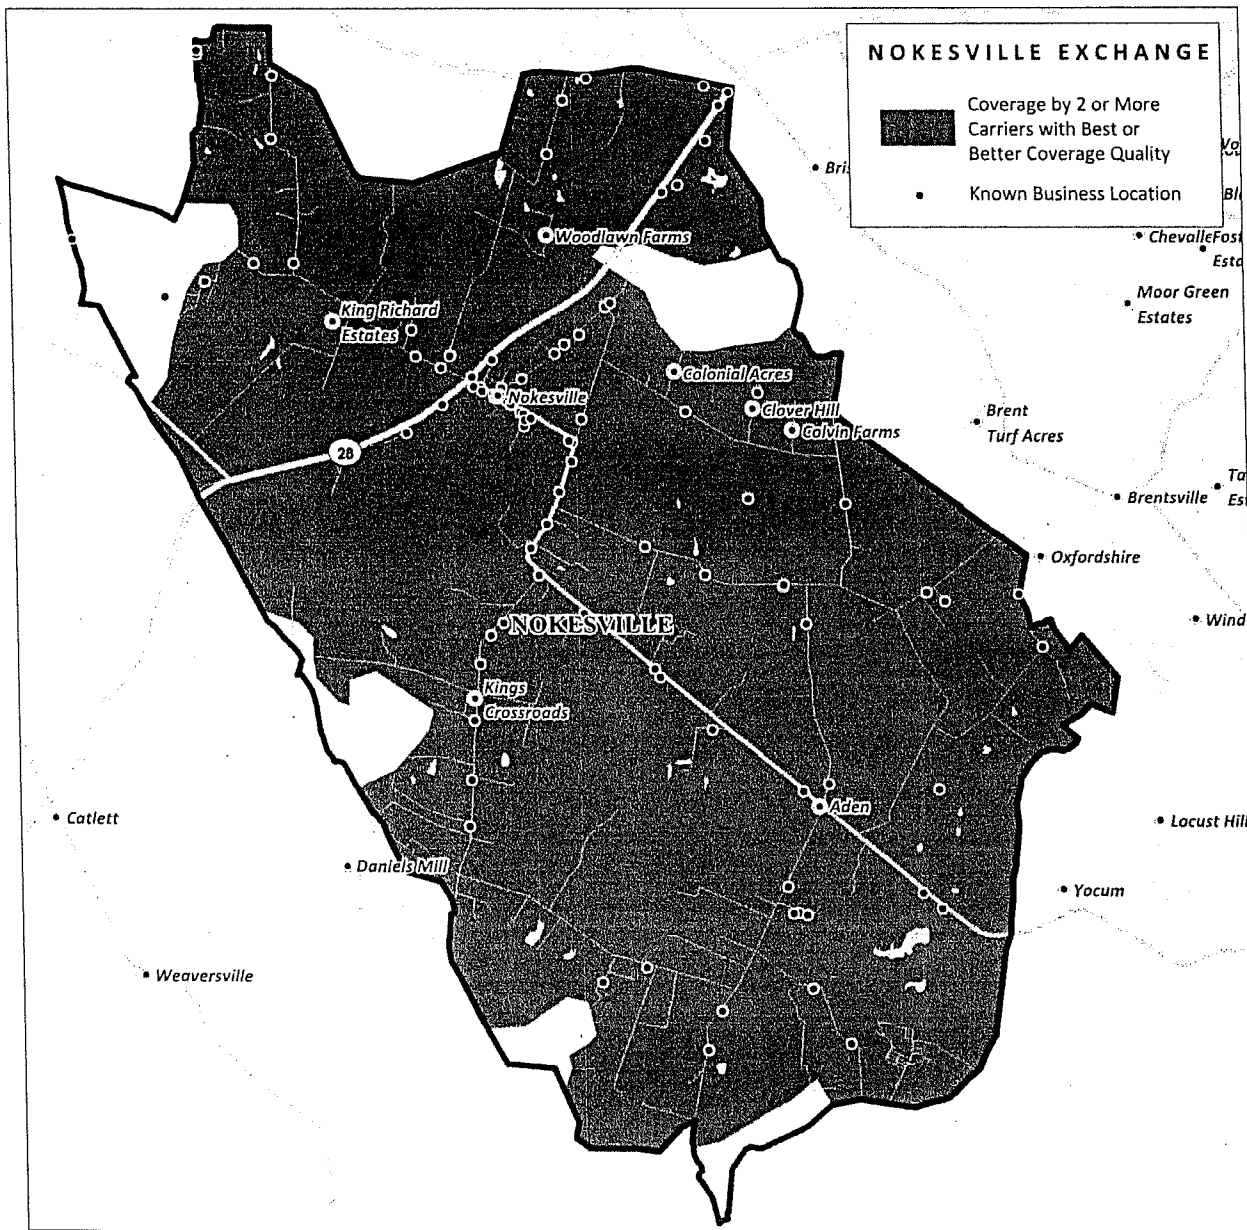 NOKESVILLE EXCHANGE
Coverage by 2 or More
Carriers with Best or
Better Coverage Quality
Known Business Location
Woodlawn Farms
Moor Green
Estates
King Richard
Estates
Colonial Acres
Nokesville
Clover Hill
Colvin Farms
Brent
Turf Acres
28
Brentsville
Oxfordshire
NOKESVILLE
Kings
Crossroads
Aden
Catlett
Daniels Mill
Yocum
Weaversville